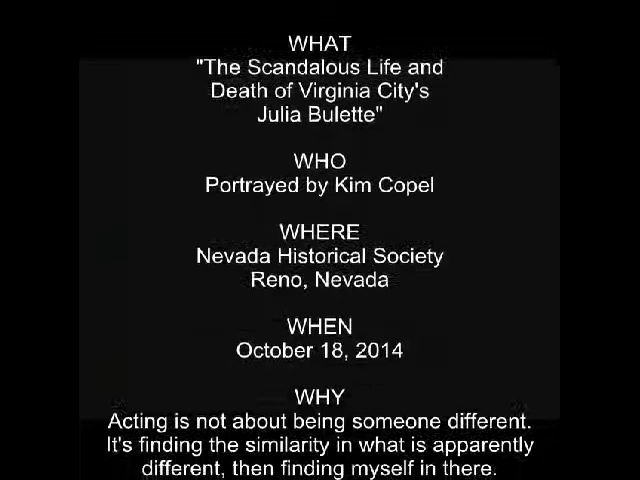 WHAT
"The Scandalous Life and
Death of Virginia City's
Julia Bulette"
WHO
Portrayed by Kim Copel
WHERE
Nevada Historical Society
Reno, Nevada
WHEN
October 18, 2014
WHY
Acting is not about being someone different.
It's finding the similarity in what is apparently
different, then finding myself in there.